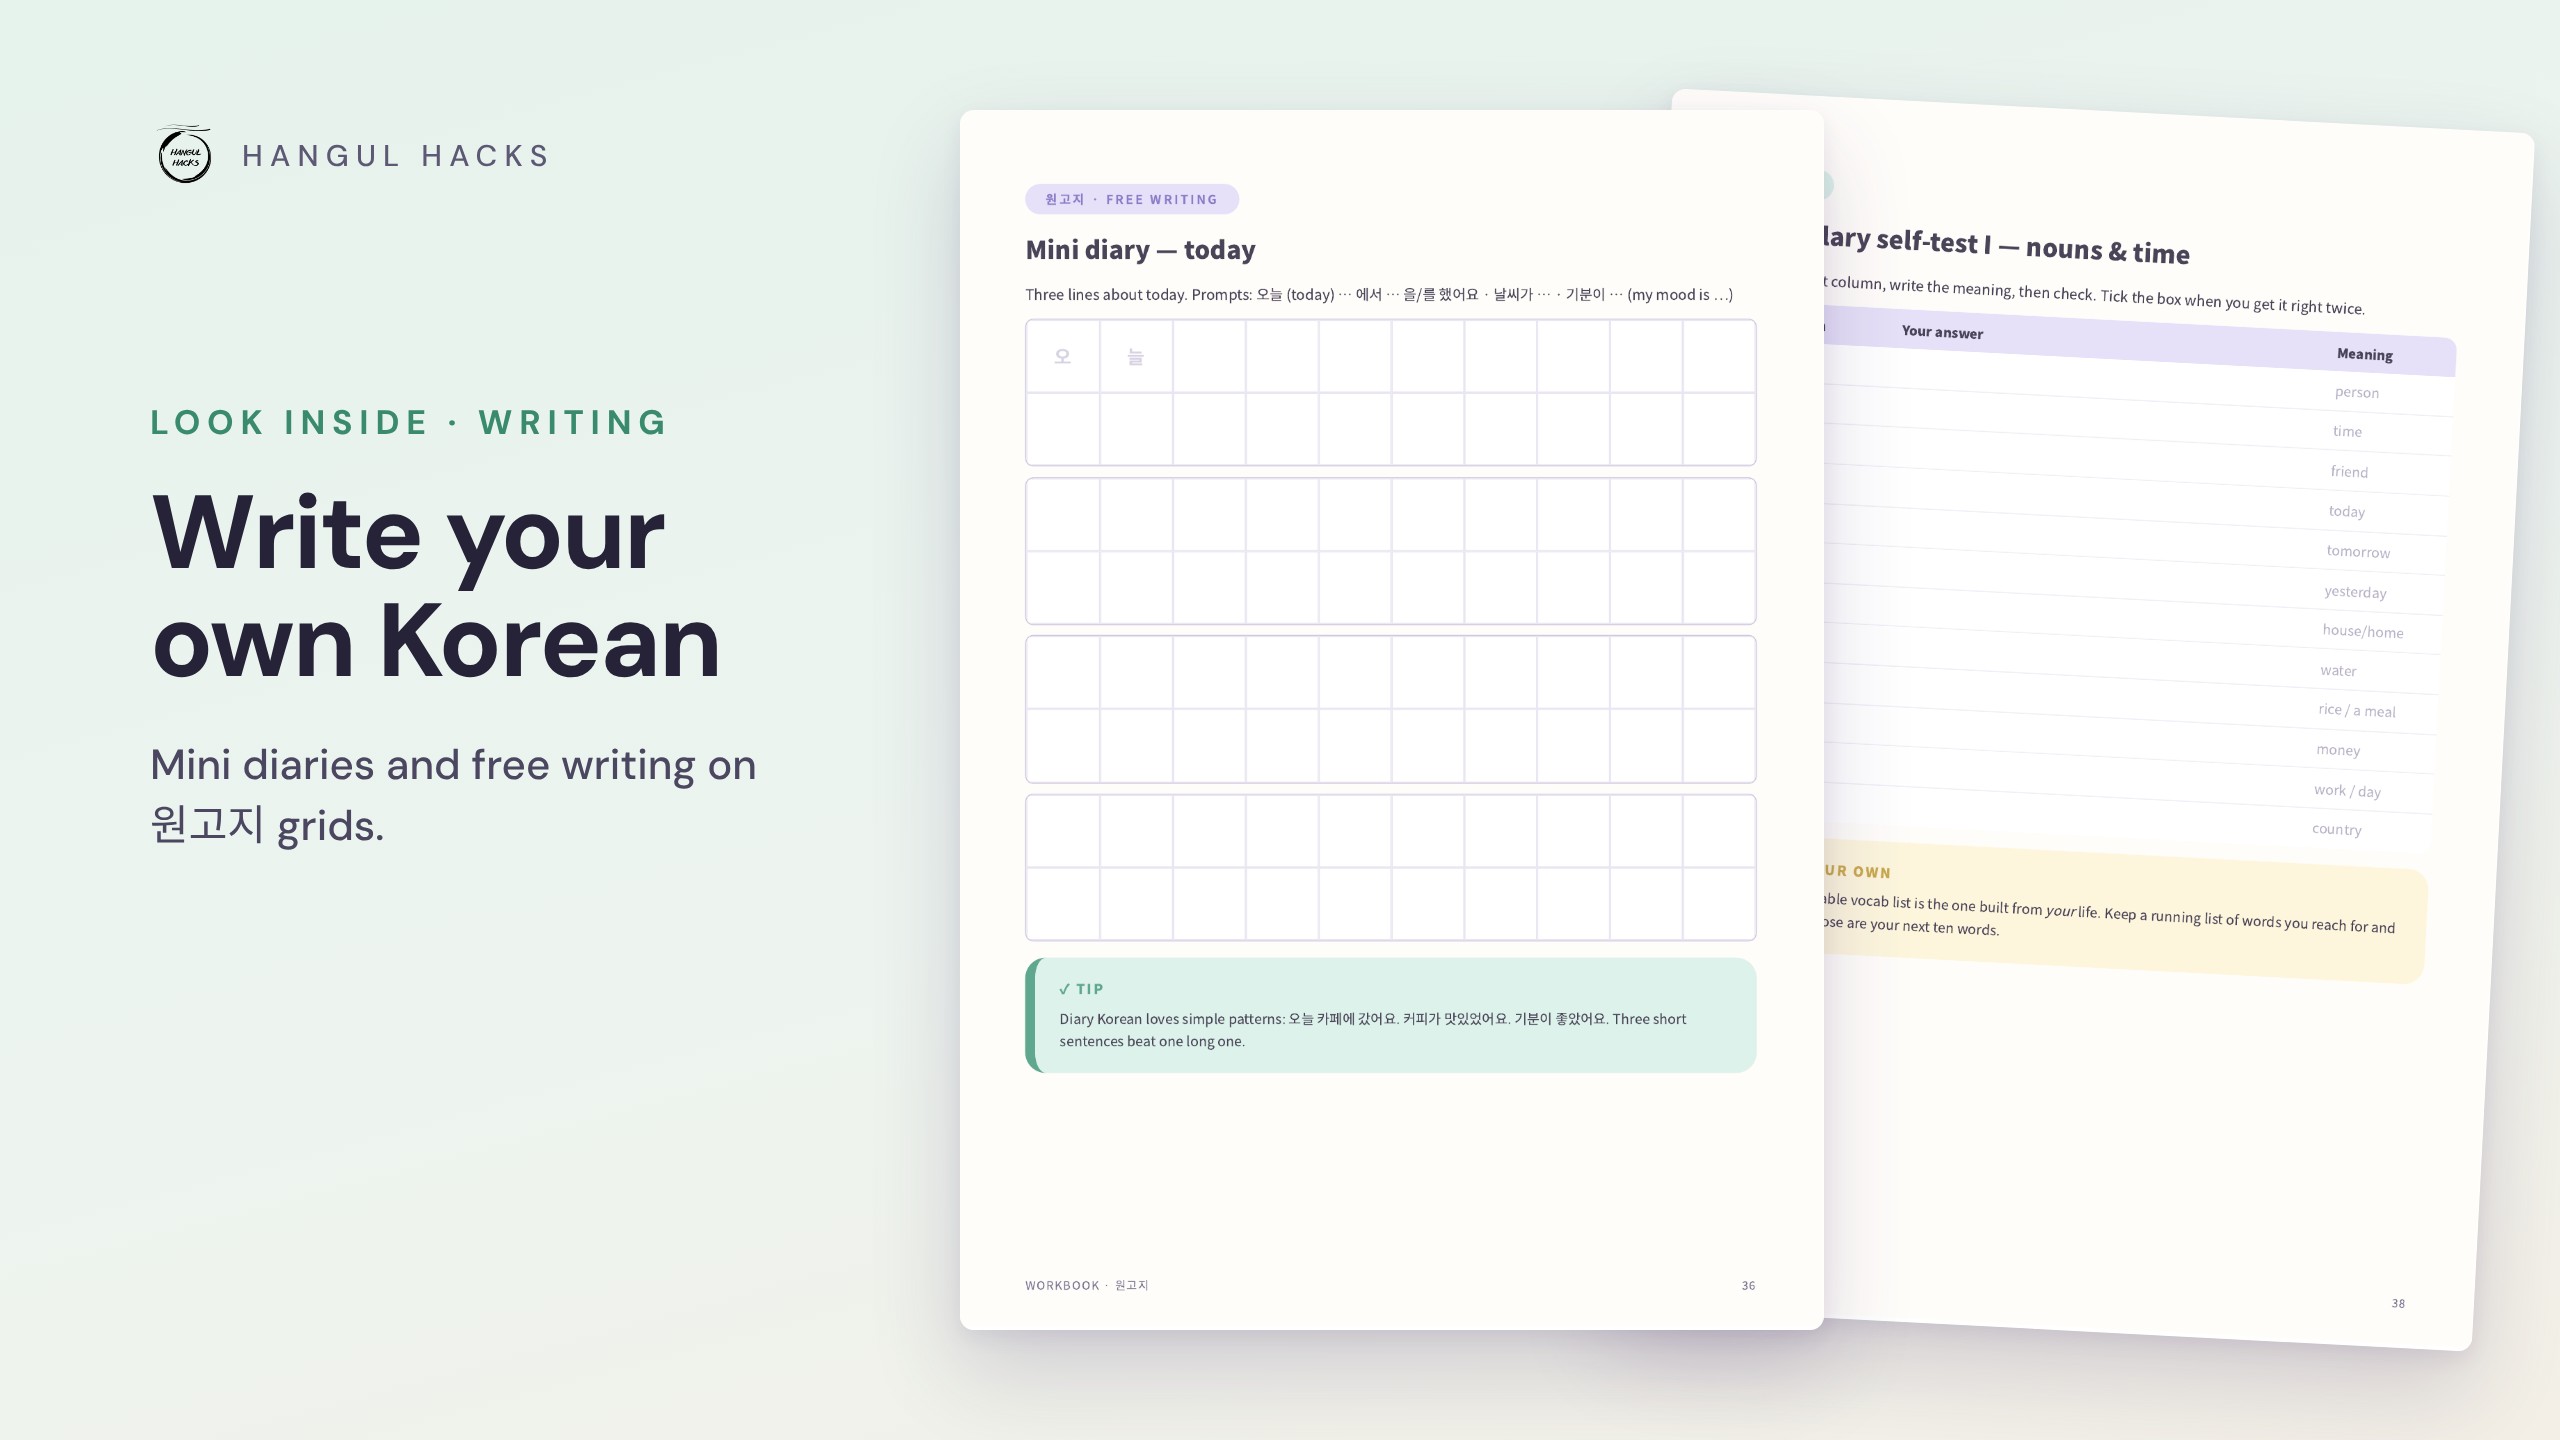 HANGUL HACKS
HANGUL HACKS
LOOK INSIDE · WRITING
Write your
own Korean
Mini diaries and free writing on
원고지 grids.
원고지 · FREE WRITING
Mini diary — today
Three lines about today. Prompts: 오늘 (today) ··· 에서 ··· 을/를 했어요 · 날씨가 ··· · 기분이 ··· (my mood is …)
오 늘
✓ TIP
Diary Korean loves simple patterns: 오늘 카페에 갔어요. 커피가 맛있었어요. 기분이 좋았어요. Three short
sentences beat one long one.
WORKBOOK · 원고지
36
self-test I — nouns & time
column, write the meaning, then check. Tick the box when you get it right twice.
Your answer Meaning
person
time
friend
today
tomorrow
yesterday
house/home
water
rice / a meal
money
work / day
country
OWN
vocab list is the one built from your life. Keep a running list of words you reach for and
are your next ten words.
38